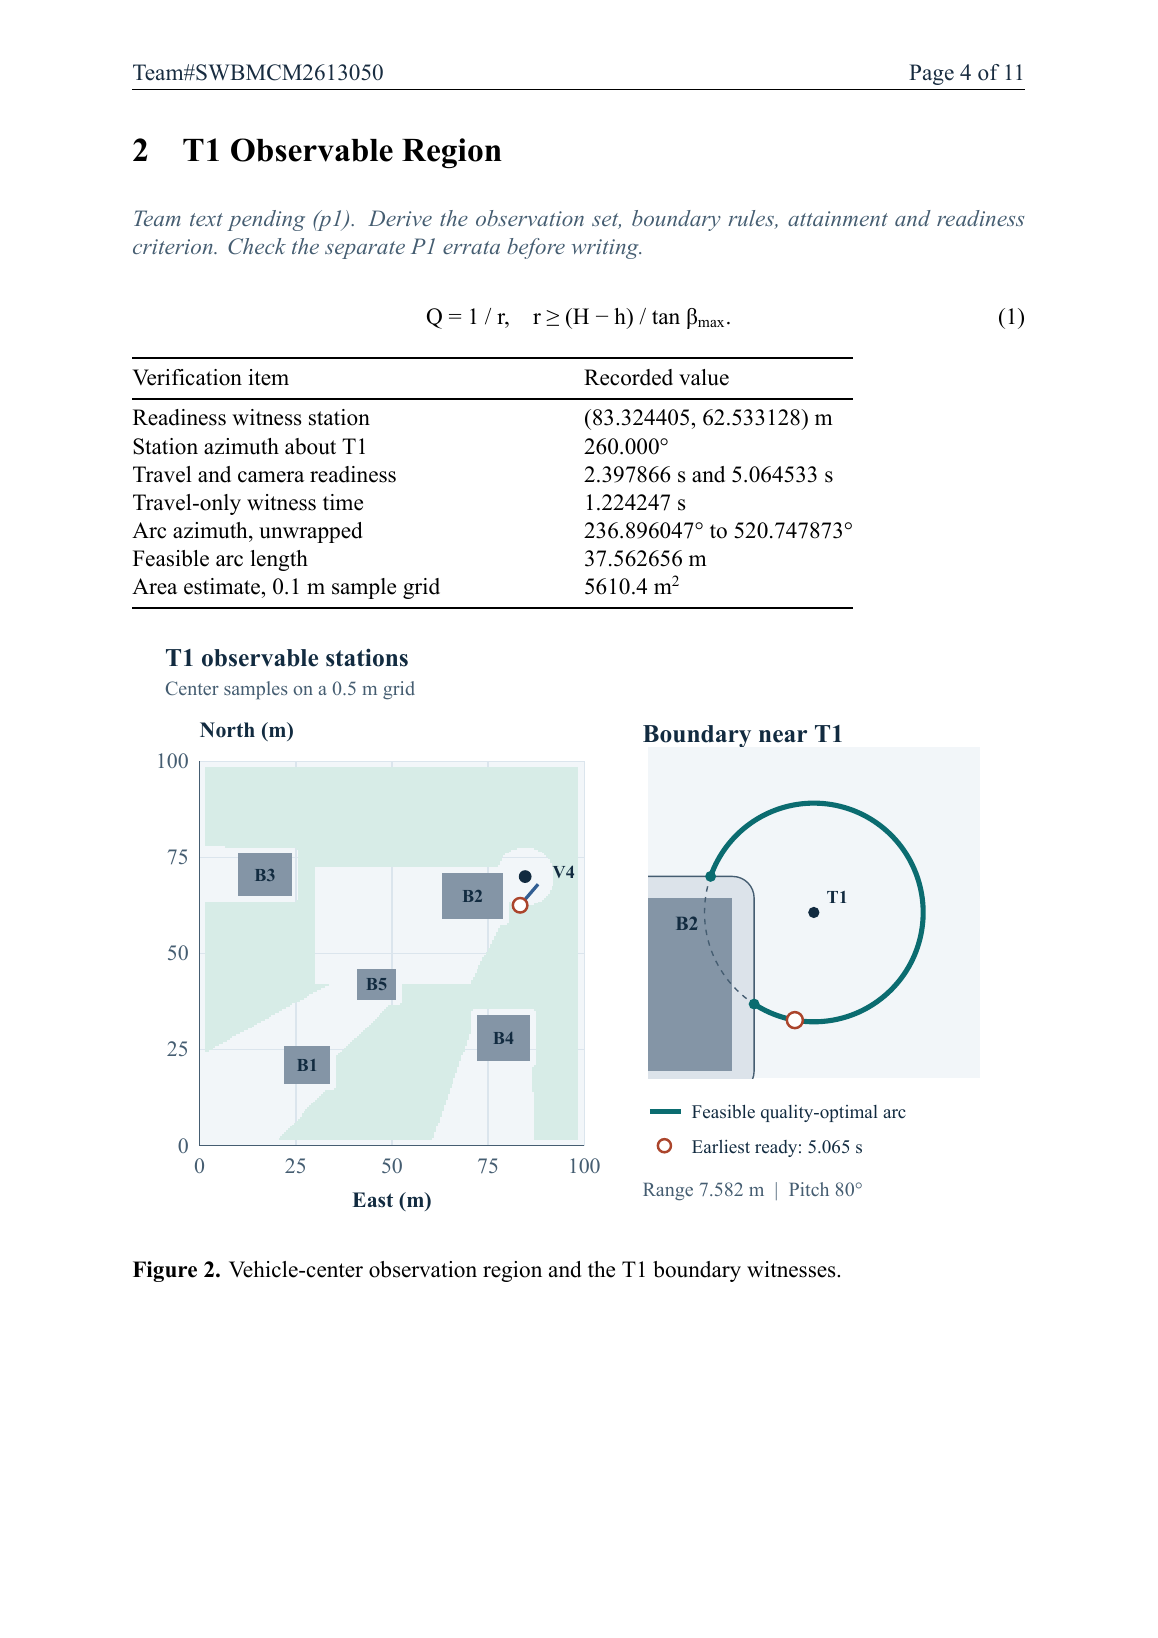 Team#SWBMCM2613050
Page 4 of 11
2 T1 Observable Region
Team text pending (p1). Derive the observation set, boundary rules, attainment and readiness
criterion. Check the separate P1 errata before writing.
Q = 1 / r, r ≥ (H − h) / tan βmax. (1)
Verification item Recorded value
Readiness witness station (83.324405, 62.533128) m
Station azimuth about T1 260.000°
Travel and camera readiness 2.397866 s and 5.064533 s
Travel-only witness time 1.224247 s
Arc azimuth, unwrapped 236.896047° to 520.747873°
Feasible arc length 37.562656 m
Area estimate, 0.1 m sample grid 5610.4 m²
T1 observable stations
Center samples on a 0.5 m grid
North (m)
100
75
50
25
0
0 25 50 75 100
East (m)
B3
B2
V4
B5
B4
B1
Boundary near T1
T1
B2
Feasible quality-optimal arc
Earliest ready: 5.065 s
Range 7.582 m | Pitch 80°
Figure 2. Vehicle-center observation region and the T1 boundary witnesses.